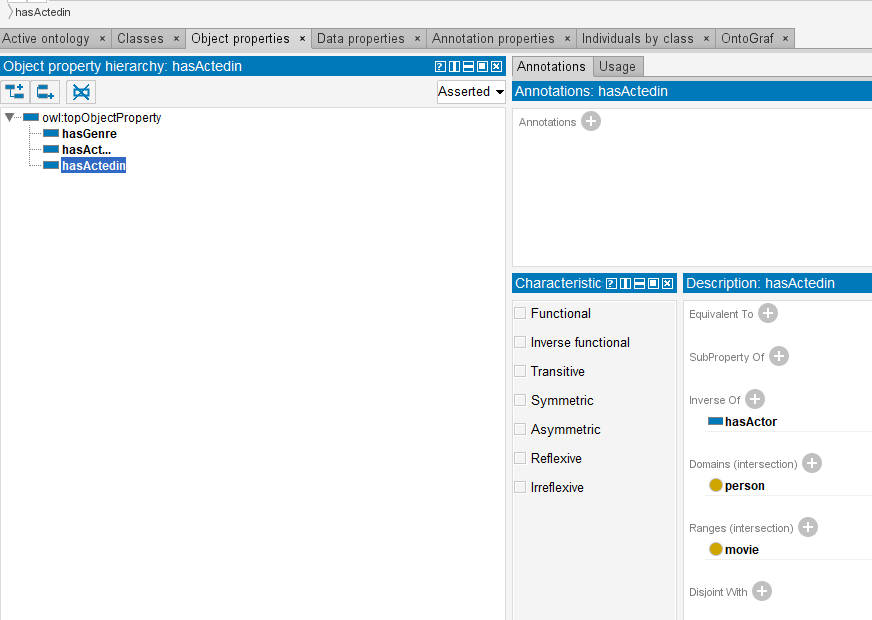 hasActedin
Active ontology × Classes × Object properties × Data properties × Annotation properties × Individuals by class × OntoGraf ×
Object property hierarchy: hasActedin
Asserted
owl:topObjectProperty
hasGenre
hasAct...
hasActedin
Annotations Usage
Annotations: hasActedin
Annotations
Characteristic
Functional
Inverse functional
Transitive
Symmetric
Asymmetric
Reflexive
Irreflexive
Description: hasActedin
Equivalent To
SubProperty Of
Inverse Of
hasActor
Domains (intersection)
person
Ranges (intersection)
movie
Disjoint With